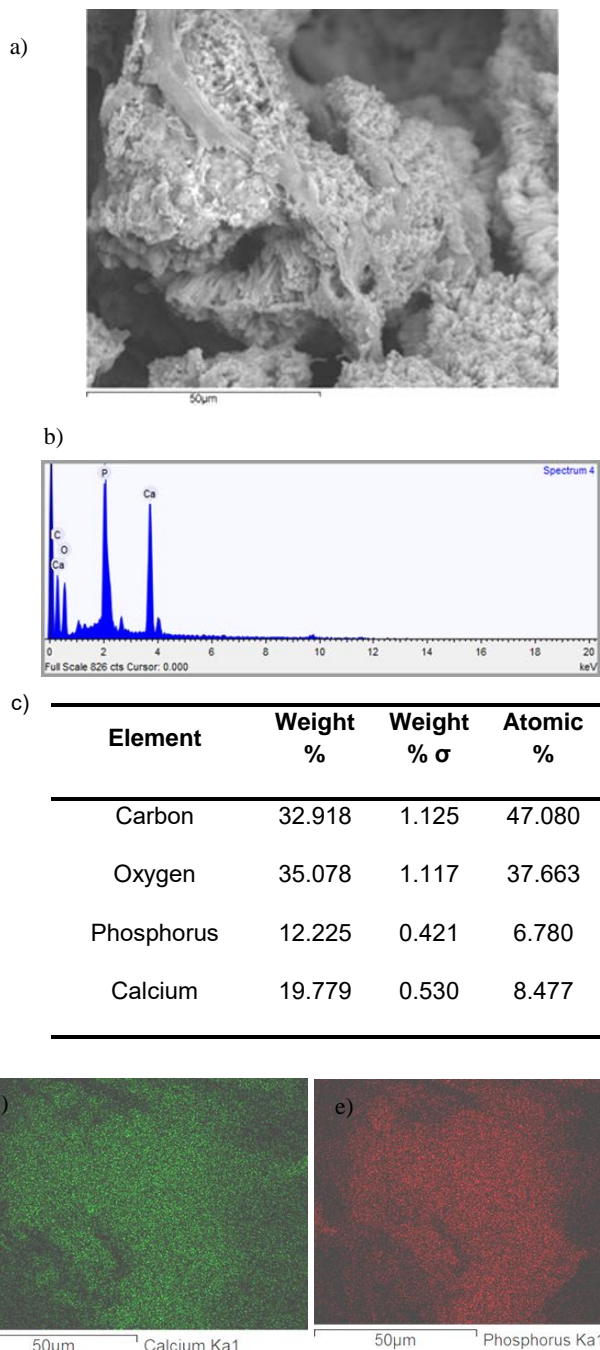 a)
50µm
b)
Spectrum 4
P
Ca
C
O
Ca
0 2 4 6 8 10 12 14 16 18 20
Full Scale 826 cts Cursor: 0.000 keV
c)
Element Weight % Weight % σ Atomic %
Carbon 32.918 1.125 47.080
Oxygen 35.078 1.117 37.663
Phosphorus 12.225 0.421 6.780
Calcium 19.779 0.530 8.477
) e)
50µm Calcium Ka1 50µm Phosphorus Ka1